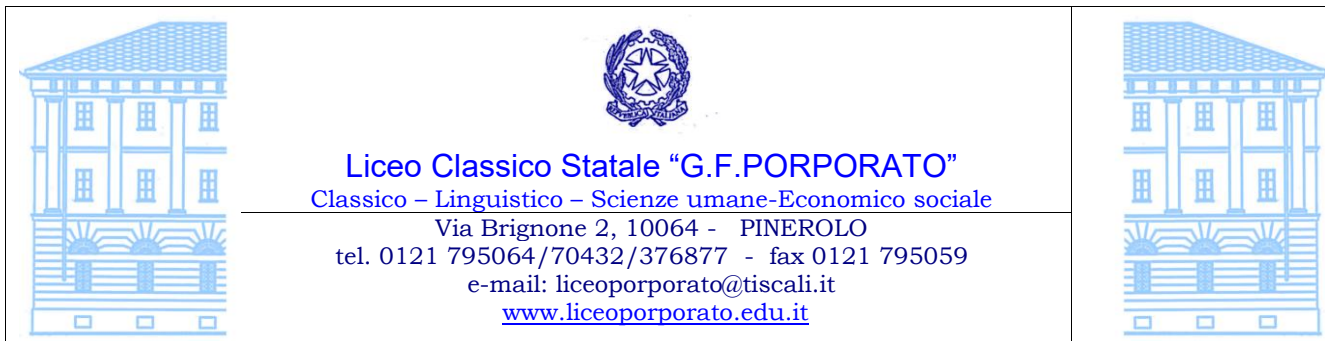 Liceo Classico Statale “G.F.PORPORATO”
Classico – Linguistico – Scienze umane-Economico sociale
Via Brignone 2, 10064 - PINEROLO
tel. 0121 795064/70432/376877 - fax 0121 795059
e-mail: liceoporporato@tiscali.it
www.liceoporporato.edu.it